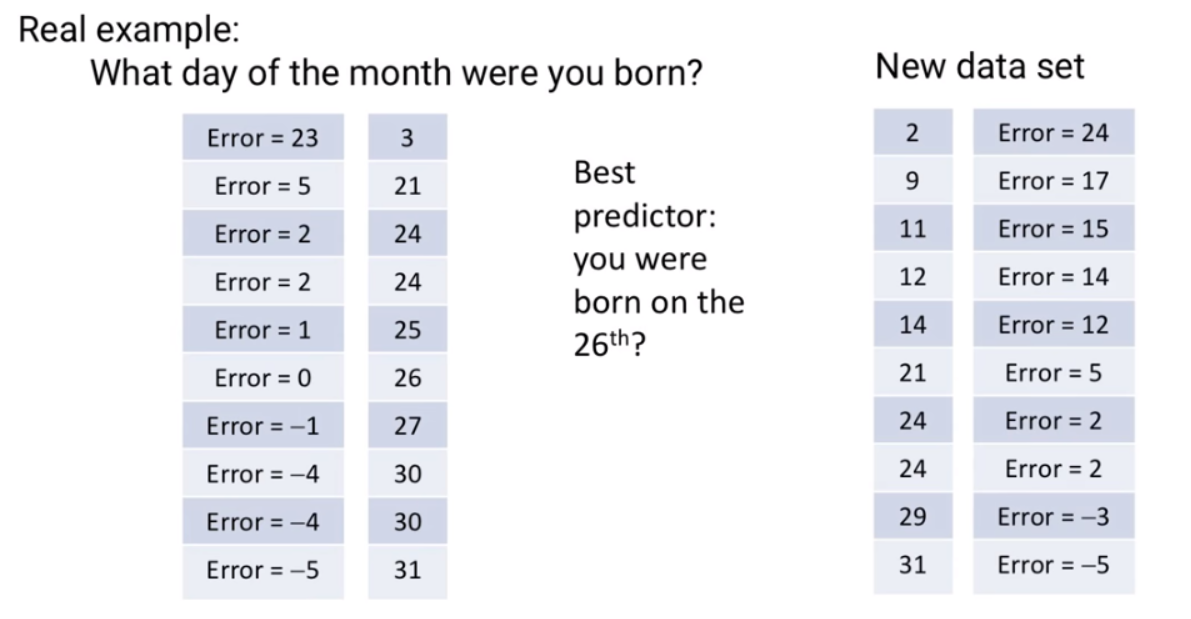 Real example:
What day of the month were you born?
Error = 23 3
Error = 5 21
Error = 2 24
Error = 2 24
Error = 1 25
Error = 0 26
Error = –1 27
Error = –4 30
Error = –4 30
Error = –5 31
Best
predictor:
you were
born on the
26th?
New data set
2 Error = 24
9 Error = 17
11 Error = 15
12 Error = 14
14 Error = 12
21 Error = 5
24 Error = 2
24 Error = 2
29 Error = –3
31 Error = –5